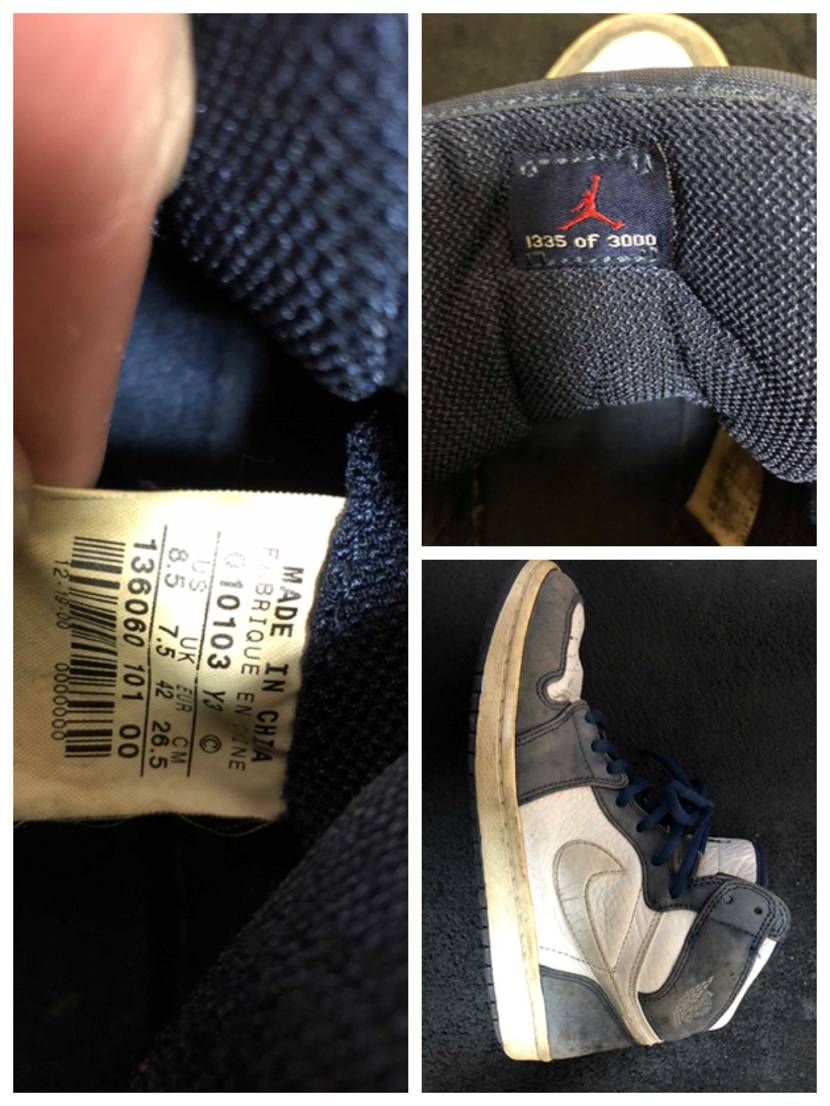 MADE IN CHINA
FABRIQUE EN CHINE
@10103 Y3 ©
US UK EUR CM
8.5 7.5 42 26.5
136060 101 00
12·19·00 0000000
1335 of 3000